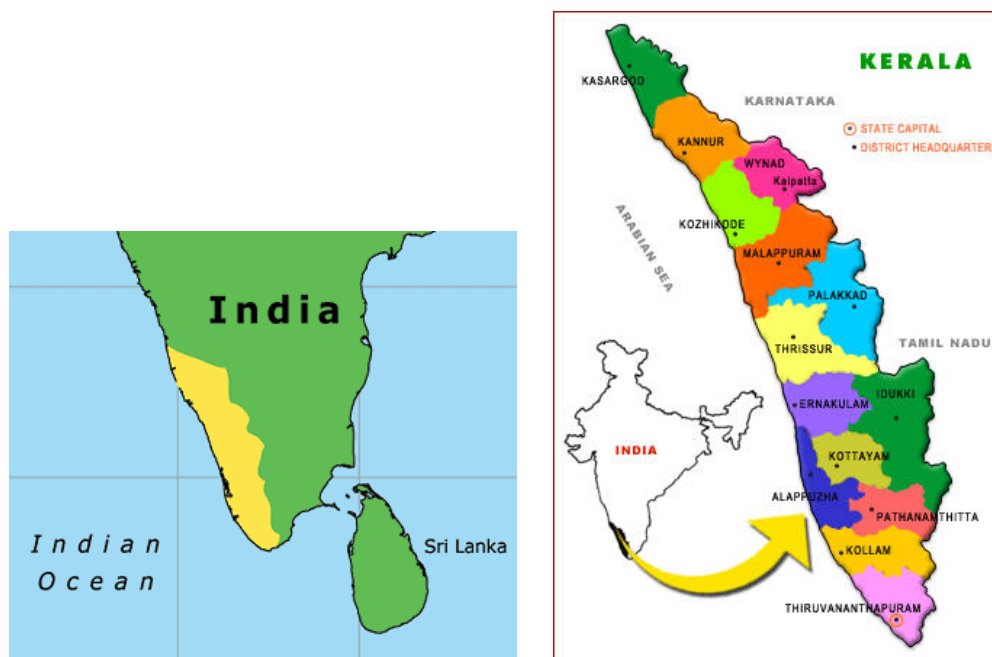 India
Indian
Ocean
Sri Lanka
KERALA
KASARGOD
KARNATAKA
STATE CAPITAL
DISTRICT HEADQUARTER
KANNUR
WYNAD
Kalpatta
ARABIAN SEA
KOZHIKODE
MALAPPURAM
PALAKKAD
THRISSUR
TAMIL NADU
IDUKKI
ERNAKULAM
INDIA
KOTTAYAM
ALAPPUZHA
PATHANAMTHITTA
KOLLAM
THIRUVANANTHAPURAM